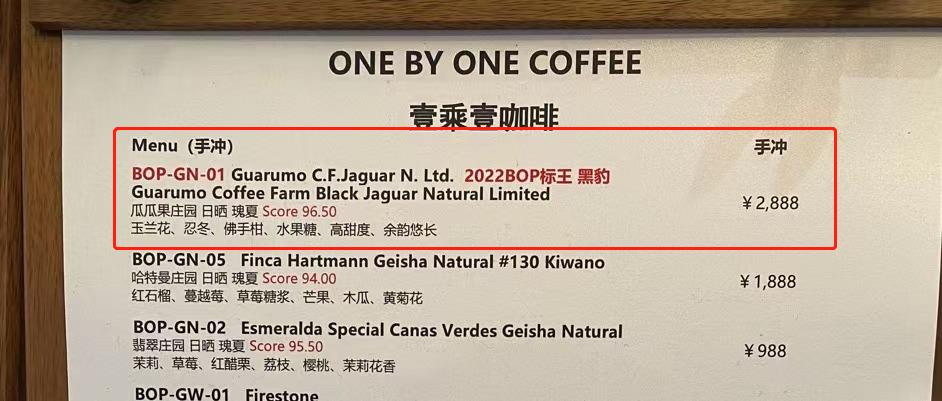 ONE BY ONE COFFEE
壹乘壹咖啡
Menu（手冲） 手冲
BOP-GN-01 Guarumo C.F.Jaguar N. Ltd. 2022BOP标王 黑豹
Guarumo Coffee Farm Black Jaguar Natural Limited
￥2,888
瓜瓜果庄园 日晒 瑰夏 Score 96.50
玉兰花、忍冬、佛手柑、水果糖、高甜度、余韵悠长
BOP-GN-05 Finca Hartmann Geisha Natural #130 Kiwano
哈特曼庄园 日晒 瑰夏 Score 94.00
￥1,888
红石榴、蔓越莓、草莓糖浆、芒果、木瓜、黄菊花
BOP-GN-02 Esmeralda Special Canas Verdes Geisha Natural
翡翠庄园 日晒 瑰夏 Score 95.50
￥988
茉莉、草莓、红醋栗、荔枝、樱桃、茉莉花香
BOP-GW-01 Firestone